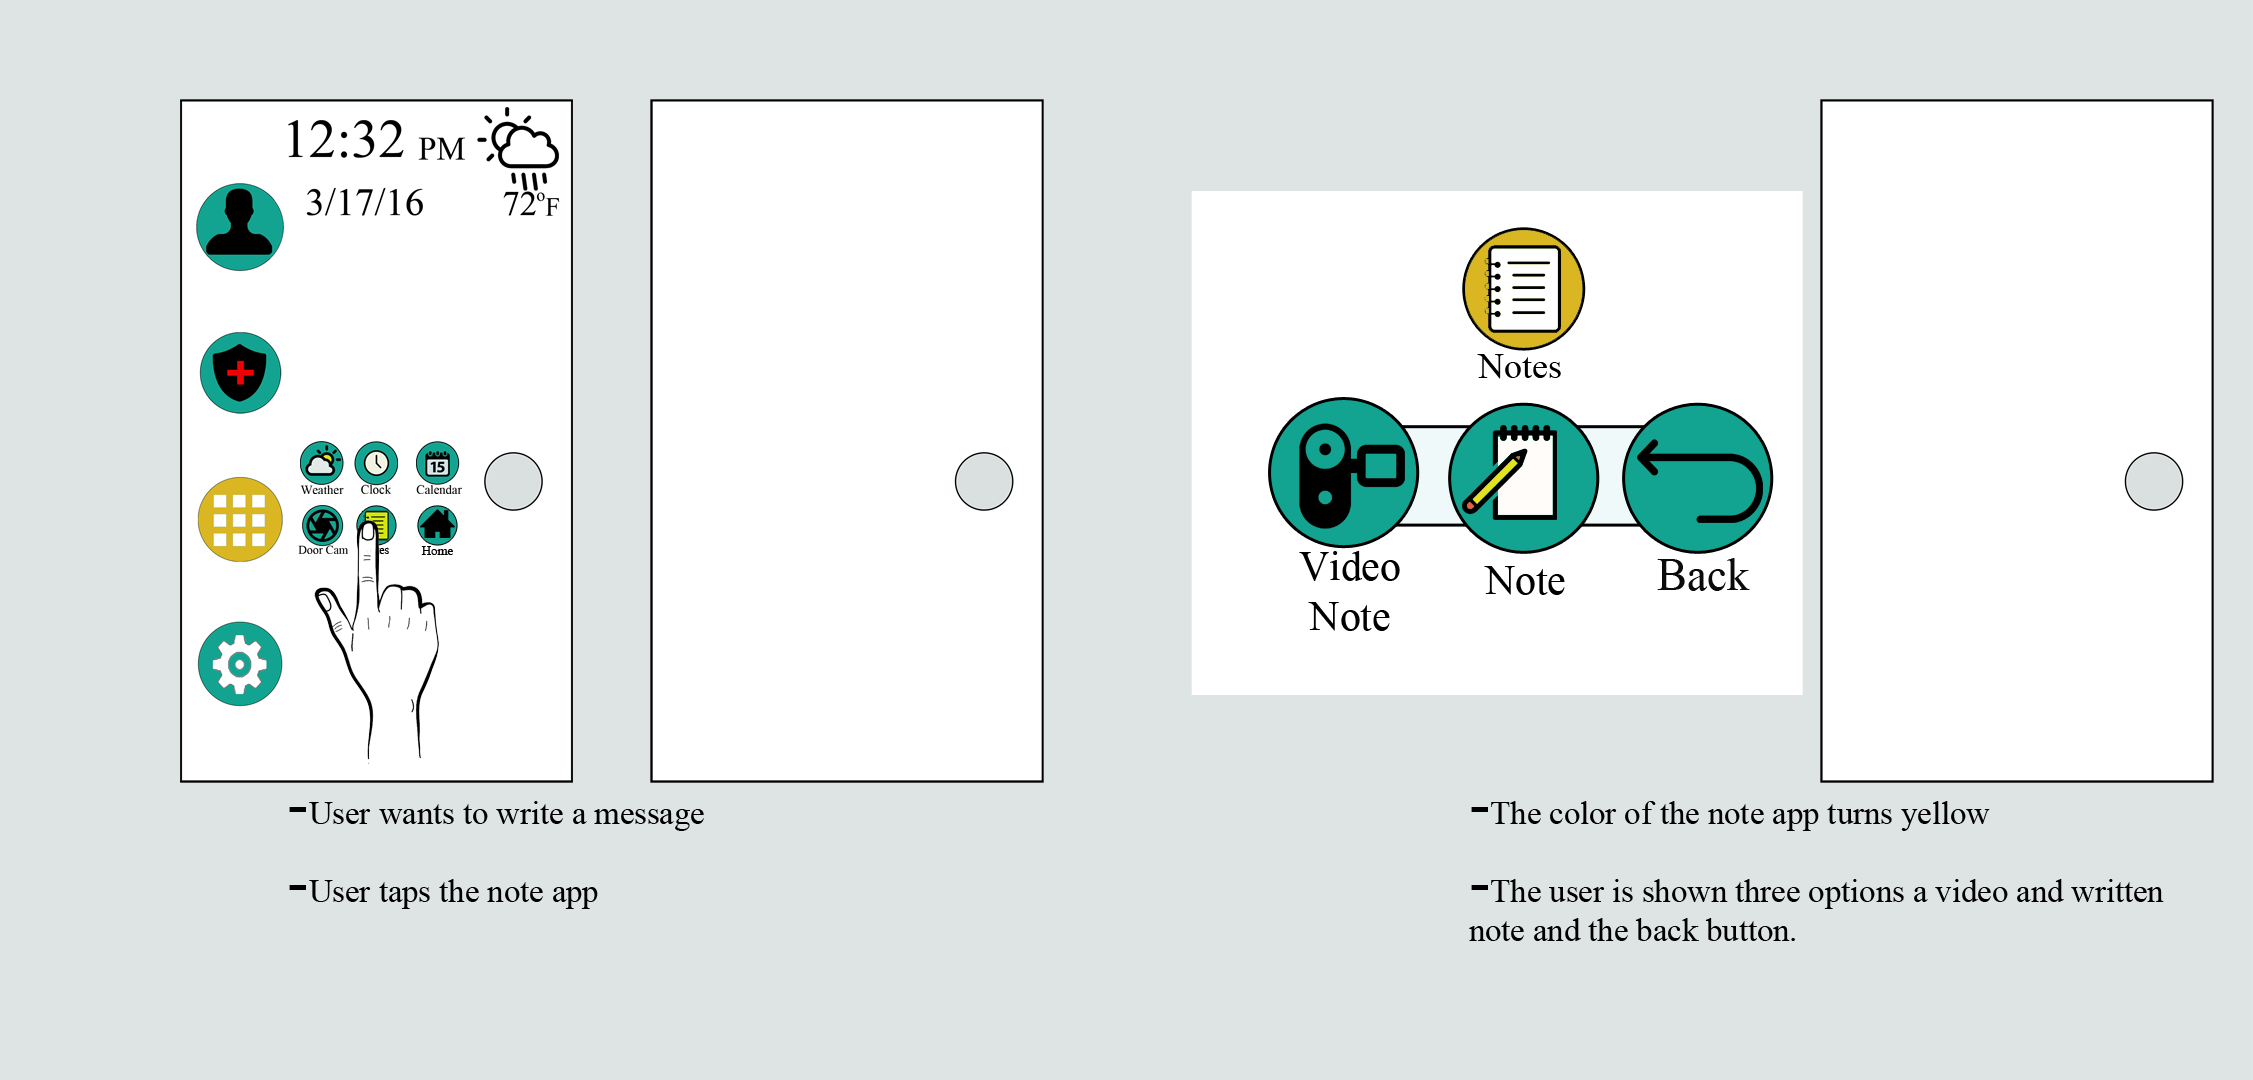 12:32 PM
3/17/16
72°F
Weather
Clock
Calendar
15
Door Cam
es
Home
-User wants to write a message
-User taps the note app
Notes
Video
Note
Note
Back
-The color of the note app turns yellow
-The user is shown three options a video and written
note and the back button.